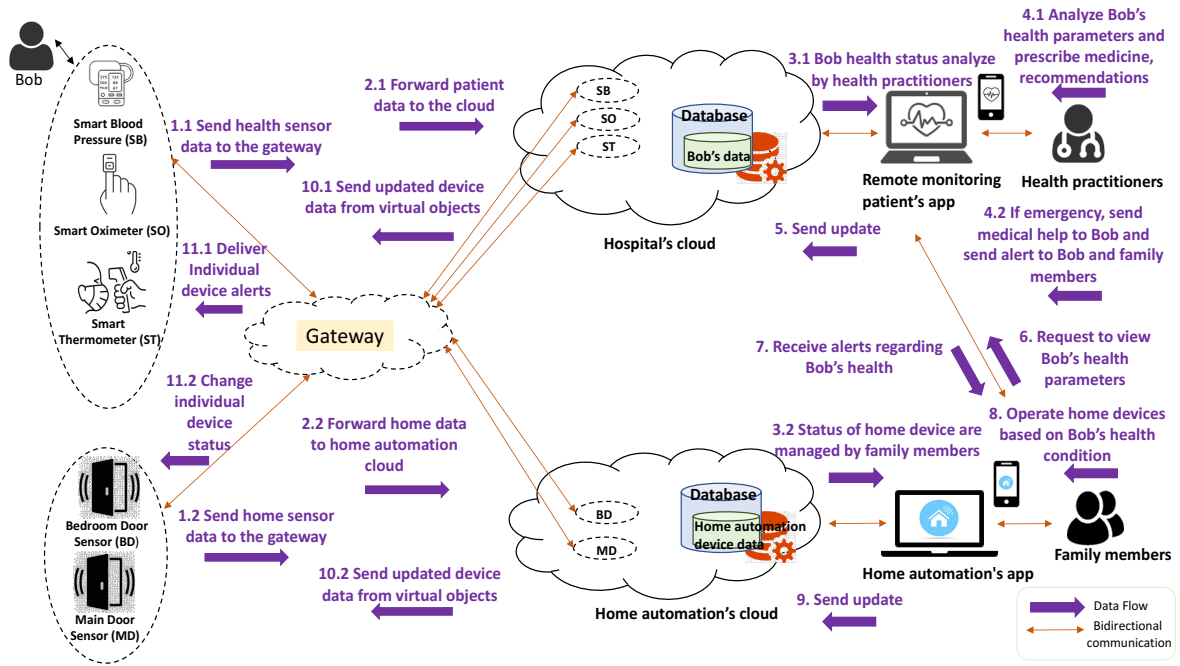 Bob
Smart Blood
Pressure (SB)
Smart Oximeter (SO)
Smart
Thermometer (ST)
1.1 Send health sensor
data to the gateway
2.1 Forward patient
data to the cloud
10.1 Send updated device
data from virtual objects
11.1 Deliver
Individual
device alerts
Gateway
SB
SO
ST
Database
Bob's data
Hospital's cloud
3.1 Bob health status analyze
by health practitioners
Remote monitoring
patient's app
4.1 Analyze Bob's
health parameters and
prescribe medicine,
recommendations
Health practitioners
5. Send update
4.2 If emergency, send
medical help to Bob and
send alert to Bob and family
members
7. Receive alerts regarding
Bob's health
6. Request to view
Bob's health
parameters
11.2 Change
individual
device
status
2.2 Forward home data
to home automation
cloud
3.2 Status of home device are
managed by family members
8. Operate home devices
based on Bob's health
condition
Bedroom Door
Sensor (BD)
Main Door
Sensor (MD)
1.2 Send home sensor
data to the gateway
10.2 Send updated device
data from virtual objects
BD
MD
Database
Home automation
device data
Home automation's cloud
Home automation's app
Family members
9. Send update
Data Flow
Bidirectional
communication